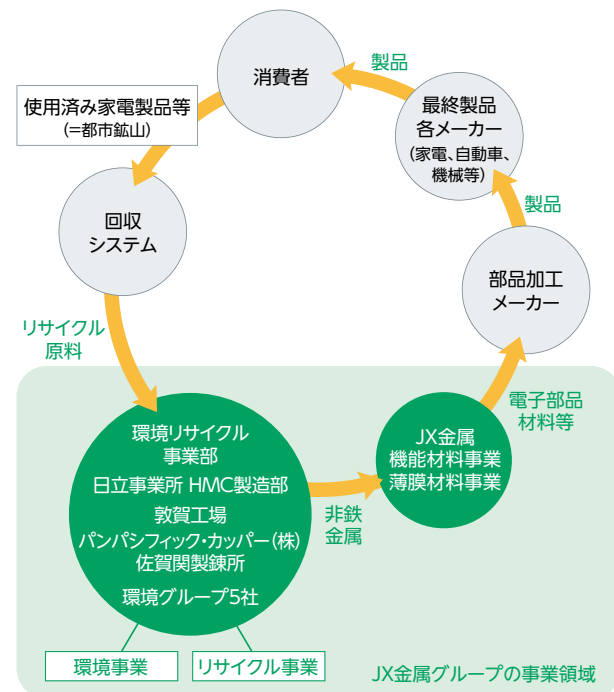 消費者
製品
最終製品
各メーカー
(家電、自動車、
機械等)
使用済み家電製品等
(=都市鉱山)
製品
回収
システム
部品加工
メーカー
リサイクル
原料
電子部品
材料等
環境リサイクル
事業部
日立事業所 HMC製造部
敦賀工場
パンパシフィック・カッパー(株)
佐賀関製錬所
環境グループ5社
JX金属
機能材料事業
薄膜材料事業
非鉄
金属
環境事業
リサイクル事業
JX金属グループの事業領域